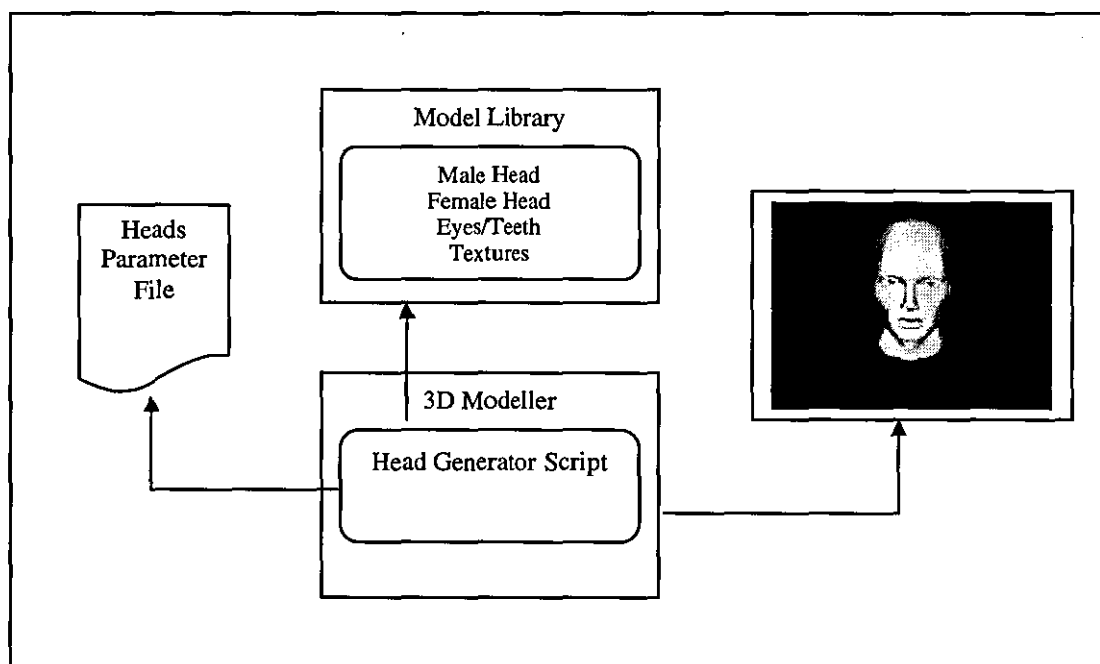 Model Library
Male Head
Female Head
Eyes/Teeth
Textures
Heads
Parameter
File
3D Modeller
Head Generator Script